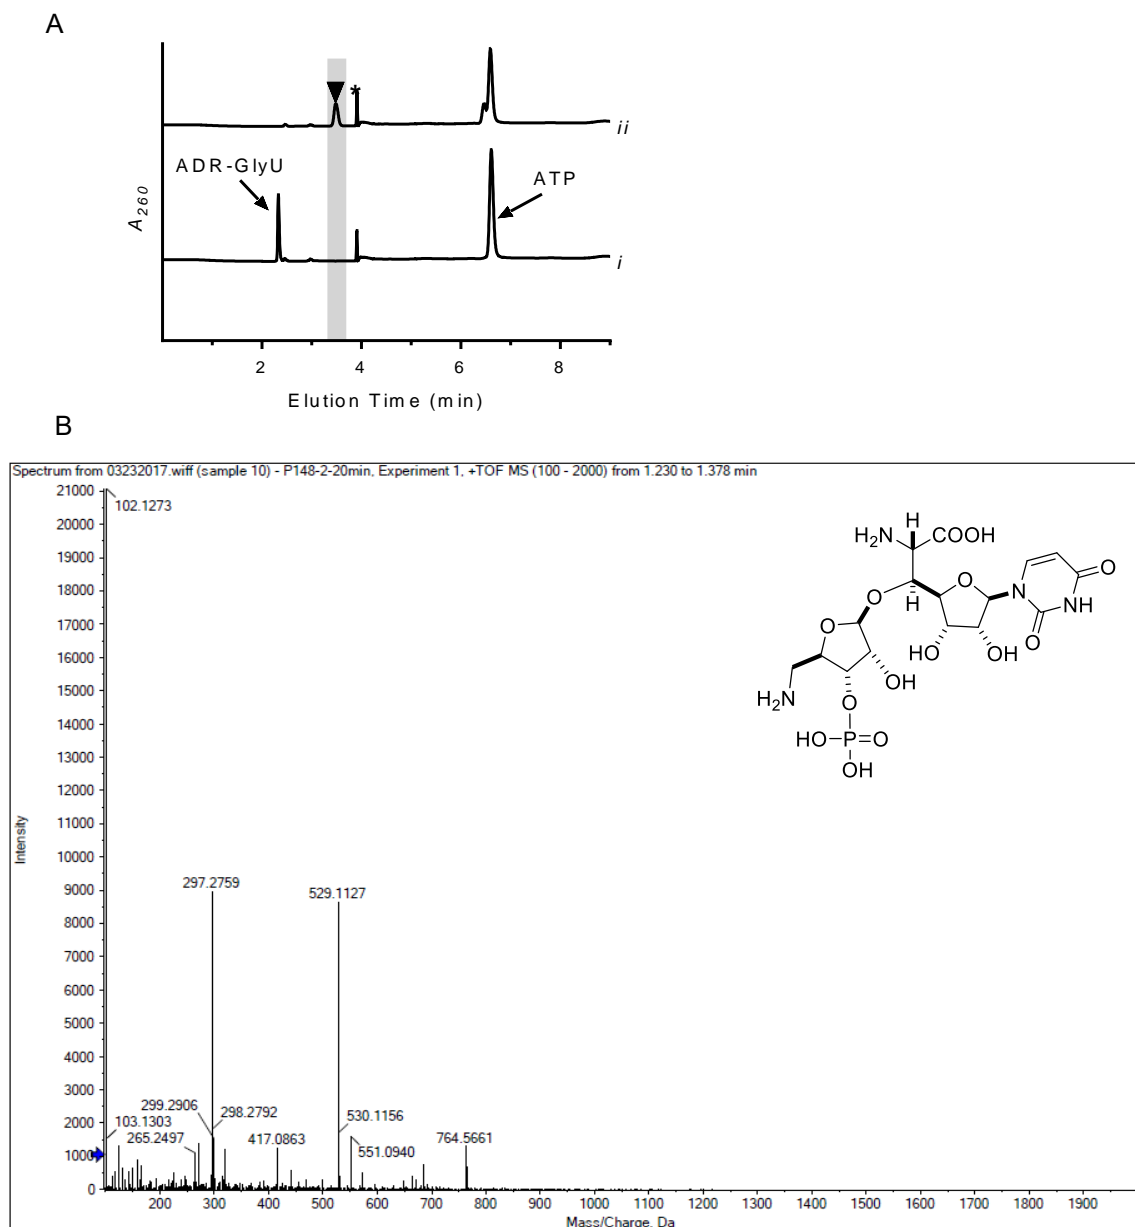 A
*
ii
ADR-GlyU
ATP
A260
i
2 4 6 8
Elution Time (min)
B
Spectrum from 03232017.wiff (sample 10) - P148-2-20min, Experiment 1, +TOF MS (100 - 2000) from 1.230 to 1.378 min
21000
102.1273
20000
19000
18000
17000
16000
15000
14000
13000
12000
11000
10000
9000
8000
7000
6000
5000
4000
3000
2000
1000
0
Intensity
H
H2N
COOH
O
O
O
N
NH
H
O
O
HO
OH
OH
H2N
O
HO-P=O
OH
297.2759
529.1127
299.2906
298.2792
103.1303
265.2497
417.0863
530.1156
551.0940
764.5661
200 300 400 500 600 700 800 900 1000 1100 1200 1300 1400 1500 1600 1700 1800 1900
Mass/Charge, Da